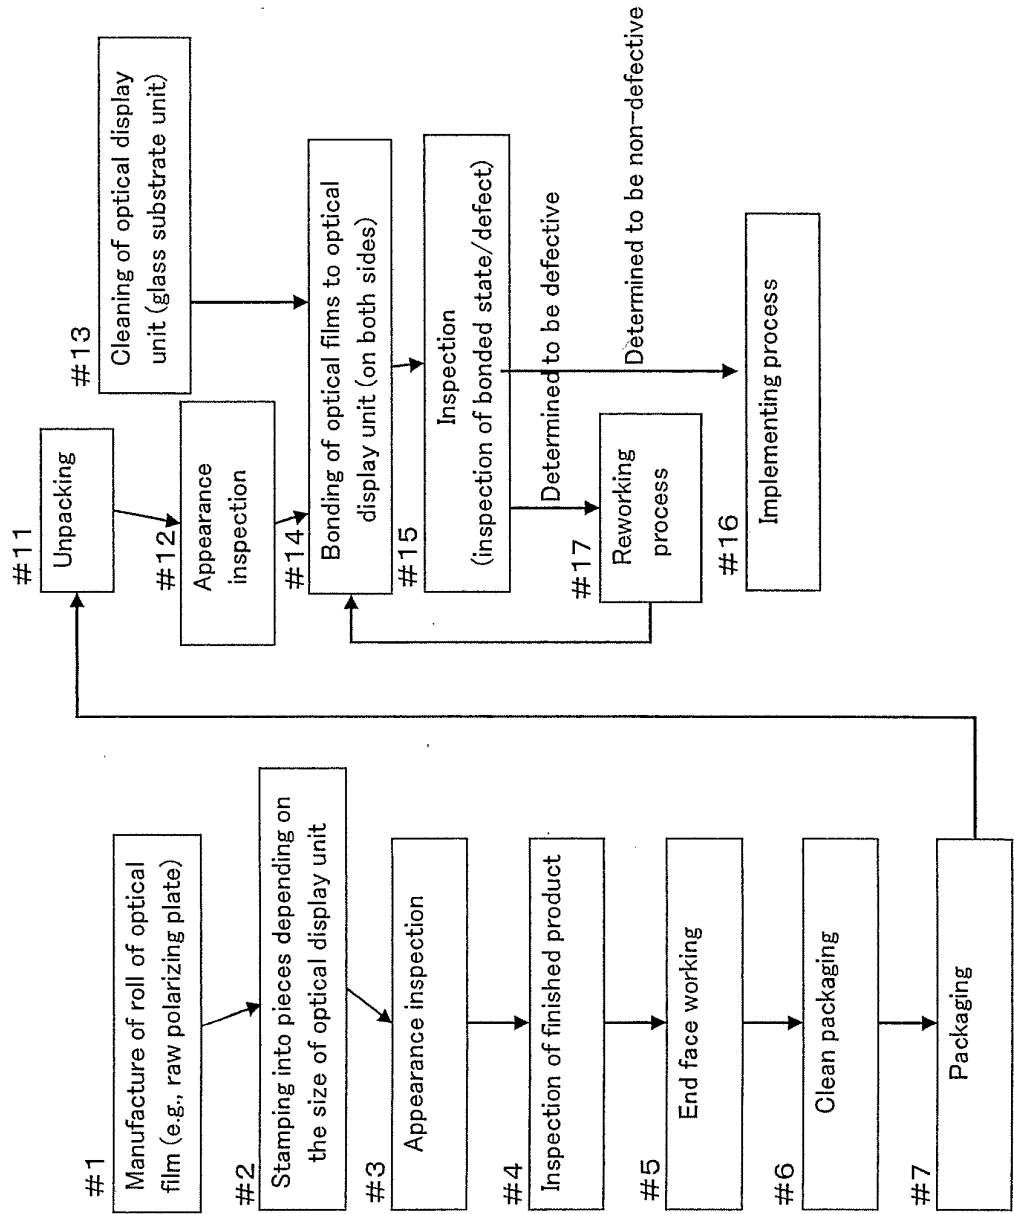 #1
Manufacture of roll of optical
film (e.g., raw polarizing plate)
#2
Stamping into pieces depending on
the size of optical display unit
#3
Appearance inspection
#4
Inspection of finished product
#5
End face working
#6
Clean packaging
#7
Packaging
#11
Unpacking
#12
Appearance
inspection
#13
Cleaning of optical display
unit (glass substrate unit)
#14
Bonding of optical films to optical
display unit (on both sides)
#15
Inspection
(inspection of bonded state/defect)
Determined to be defective
#17
Reworking
process
Determined to be non-defective
#16
Implementing process